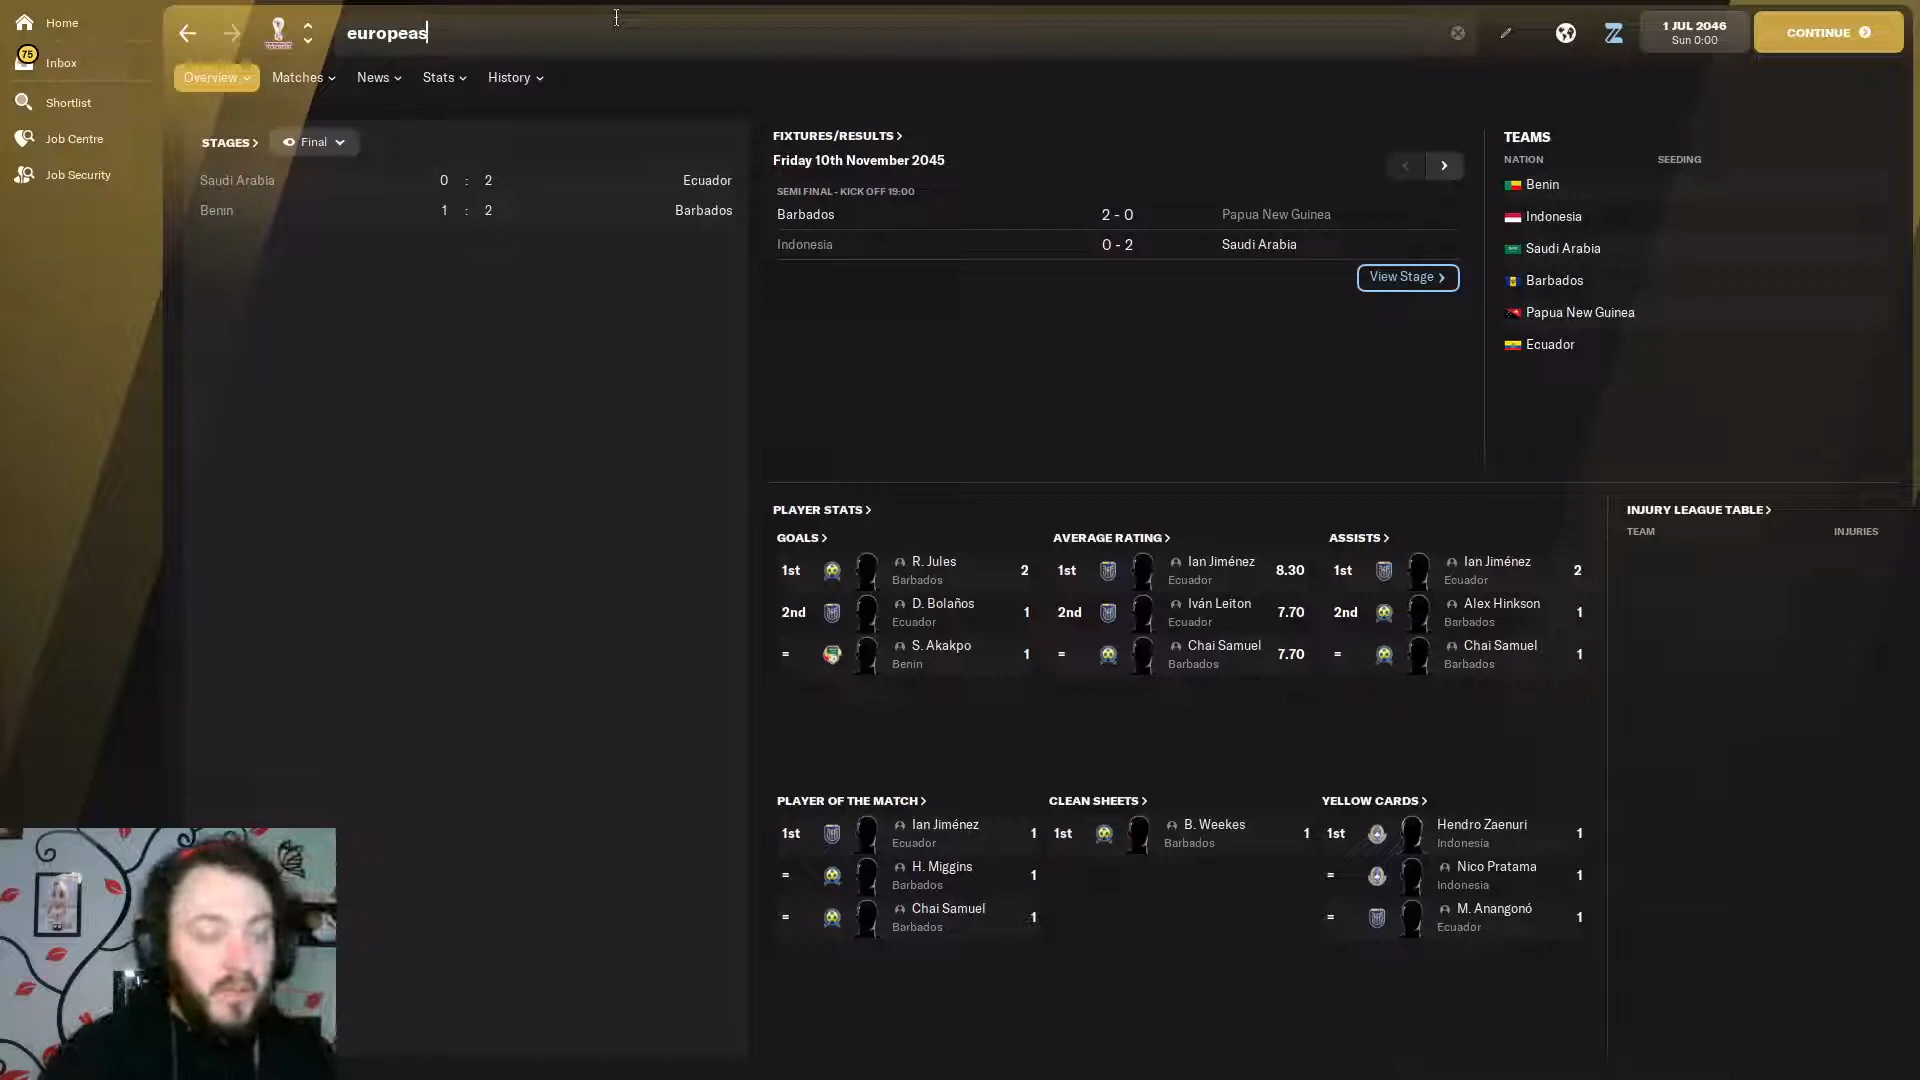 Home
75
Inbox
Shortlist
Job Centre
Job Security
europeas
1 JUL 2046
Sun 0:00
CONTINUE
Overview
Matches
News
Stats
History
STAGES
Final
Saudi Arabia 0 : 2 Ecuador
Benin 1 : 2 Barbados
FIXTURES/RESULTS
Friday 10th November 2045
SEMI FINAL - KICK OFF 19:00
Barbados 2 - 0 Papua New Guinea
Indonesia 0 - 2 Saudi Arabia
View Stage
TEAMS
NATION SEEDING
Benin
Indonesia
Saudi Arabia
Barbados
Papua New Guinea
Ecuador
PLAYER STATS
GOALS
1st R. Jules 2
Barbados
2nd D. Bolaños 1
Ecuador
= S. Akakpo 1
Benin
AVERAGE RATING
1st Ian Jiménez 8.30
Ecuador
2nd Iván Leiton 7.70
Ecuador
= Chai Samuel 7.70
Barbados
ASSISTS
1st Ian Jiménez 2
Ecuador
2nd Alex Hinkson 1
Barbados
= Chai Samuel 1
Barbados
INJURY LEAGUE TABLE
TEAM INJURIES
PLAYER OF THE MATCH
1st Ian Jiménez 1
Ecuador
= H. Miggins 1
Barbados
= Chai Samuel 1
Barbados
CLEAN SHEETS
1st B. Weekes 1
Barbados
YELLOW CARDS
1st Hendro Zaenuri 1
Indonesia
= Nico Pratama 1
Indonesia
= M. Anangonó 1
Ecuador